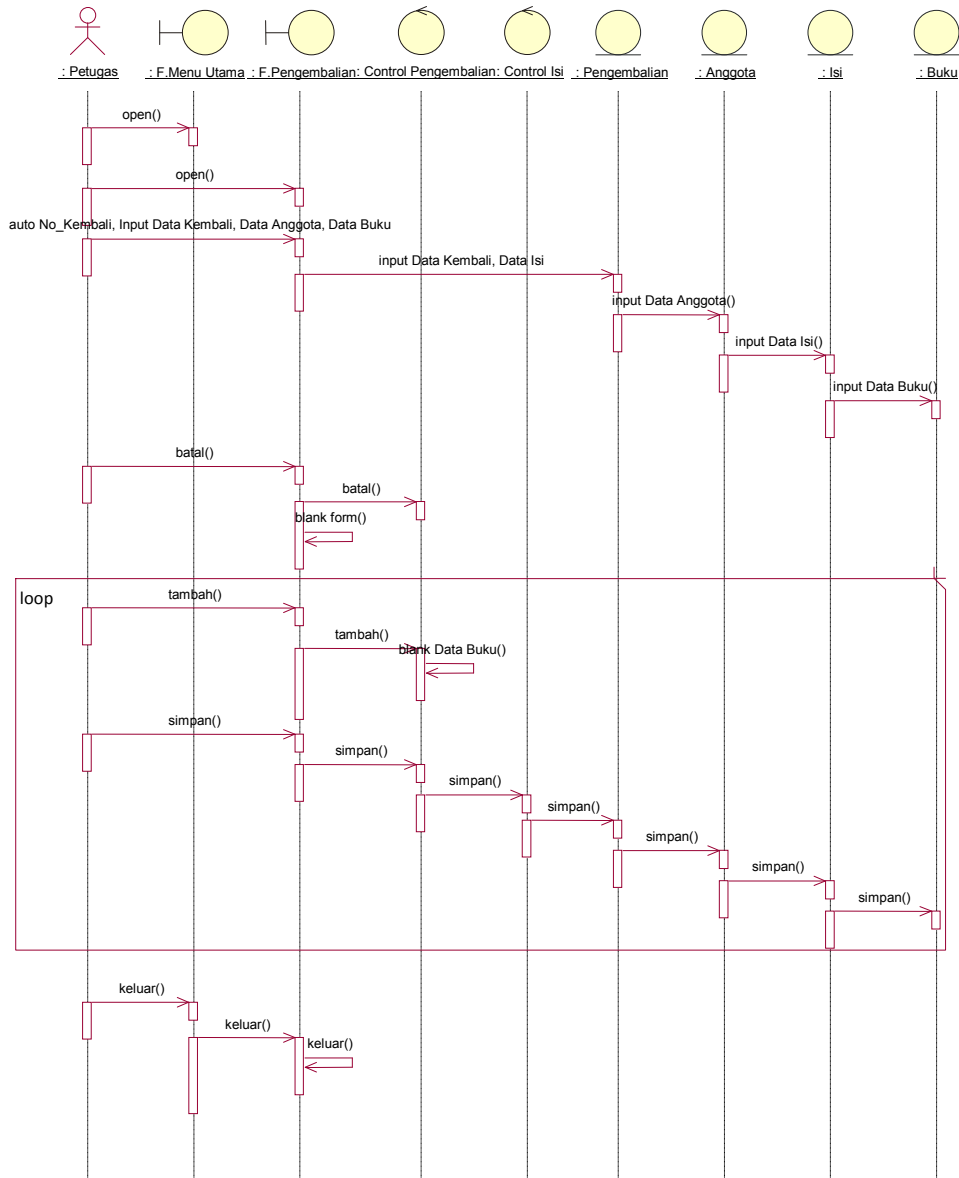 : Petugas : F.Menu Utama : F.Pengembalian : Control Pengembalian : Control Isi : Pengembalian : Anggota : Isi : Buku
open()
open()
auto No_Kembali, Input Data Kembali, Data Anggota, Data Buku
input Data Kembali, Data Isi
input Data Anggota()
input Data Isi()
input Data Buku()
batal()
batal()
blank form()
loop
tambah()
tambah()
blank Data Buku()
simpan()
simpan()
simpan()
simpan()
simpan()
simpan()
simpan()
keluar()
keluar()
keluar()